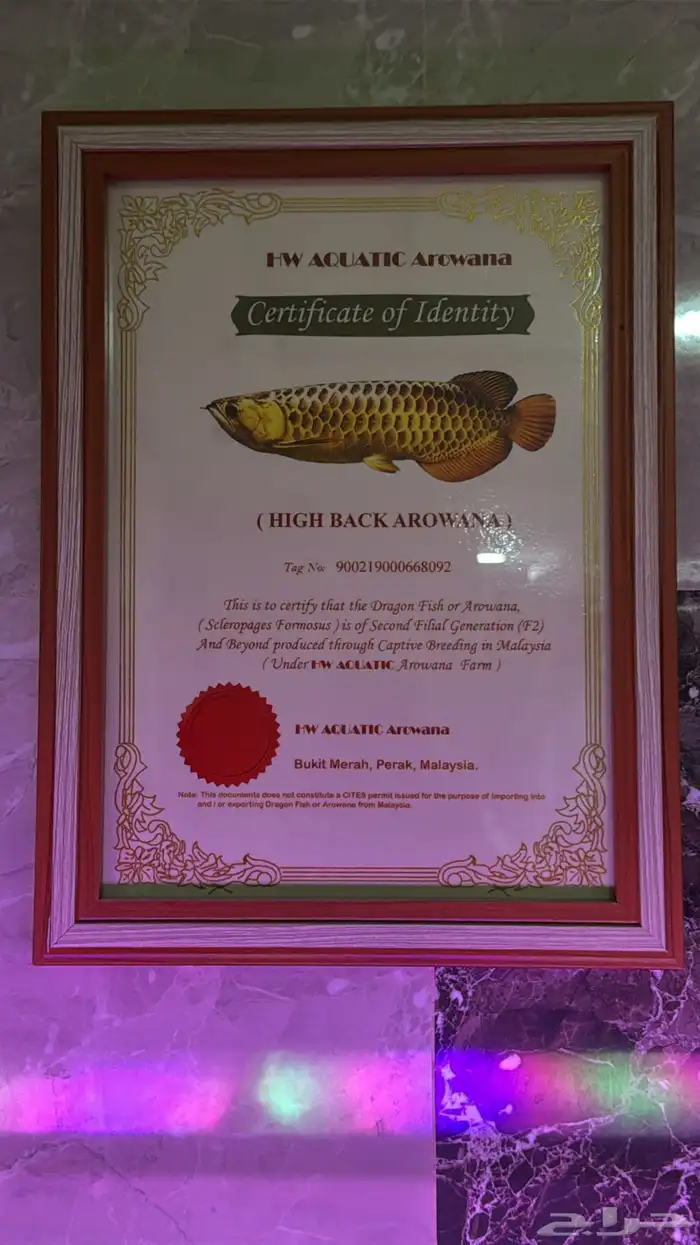 HW AQUATIC Arowana
Certificate of Identity
( HIGH BACK AROWANA )
Tag No: 900219000668092
This is to certify that the Dragon Fish or Arowana,
( Scleropages Formosus ) is of Second Filial Generation (F2)
And Beyond produced through Captive Breeding in Malaysia
( Under HW AQUATIC Arowana Farm )
HW AQUATIC Arowana
Bukit Merah, Perak, Malaysia.
Note: This documents does not constitute a CITES permit issued for the purpose of importing into
and / or exporting Dragon Fish or Arowana from Malaysia.
حراج